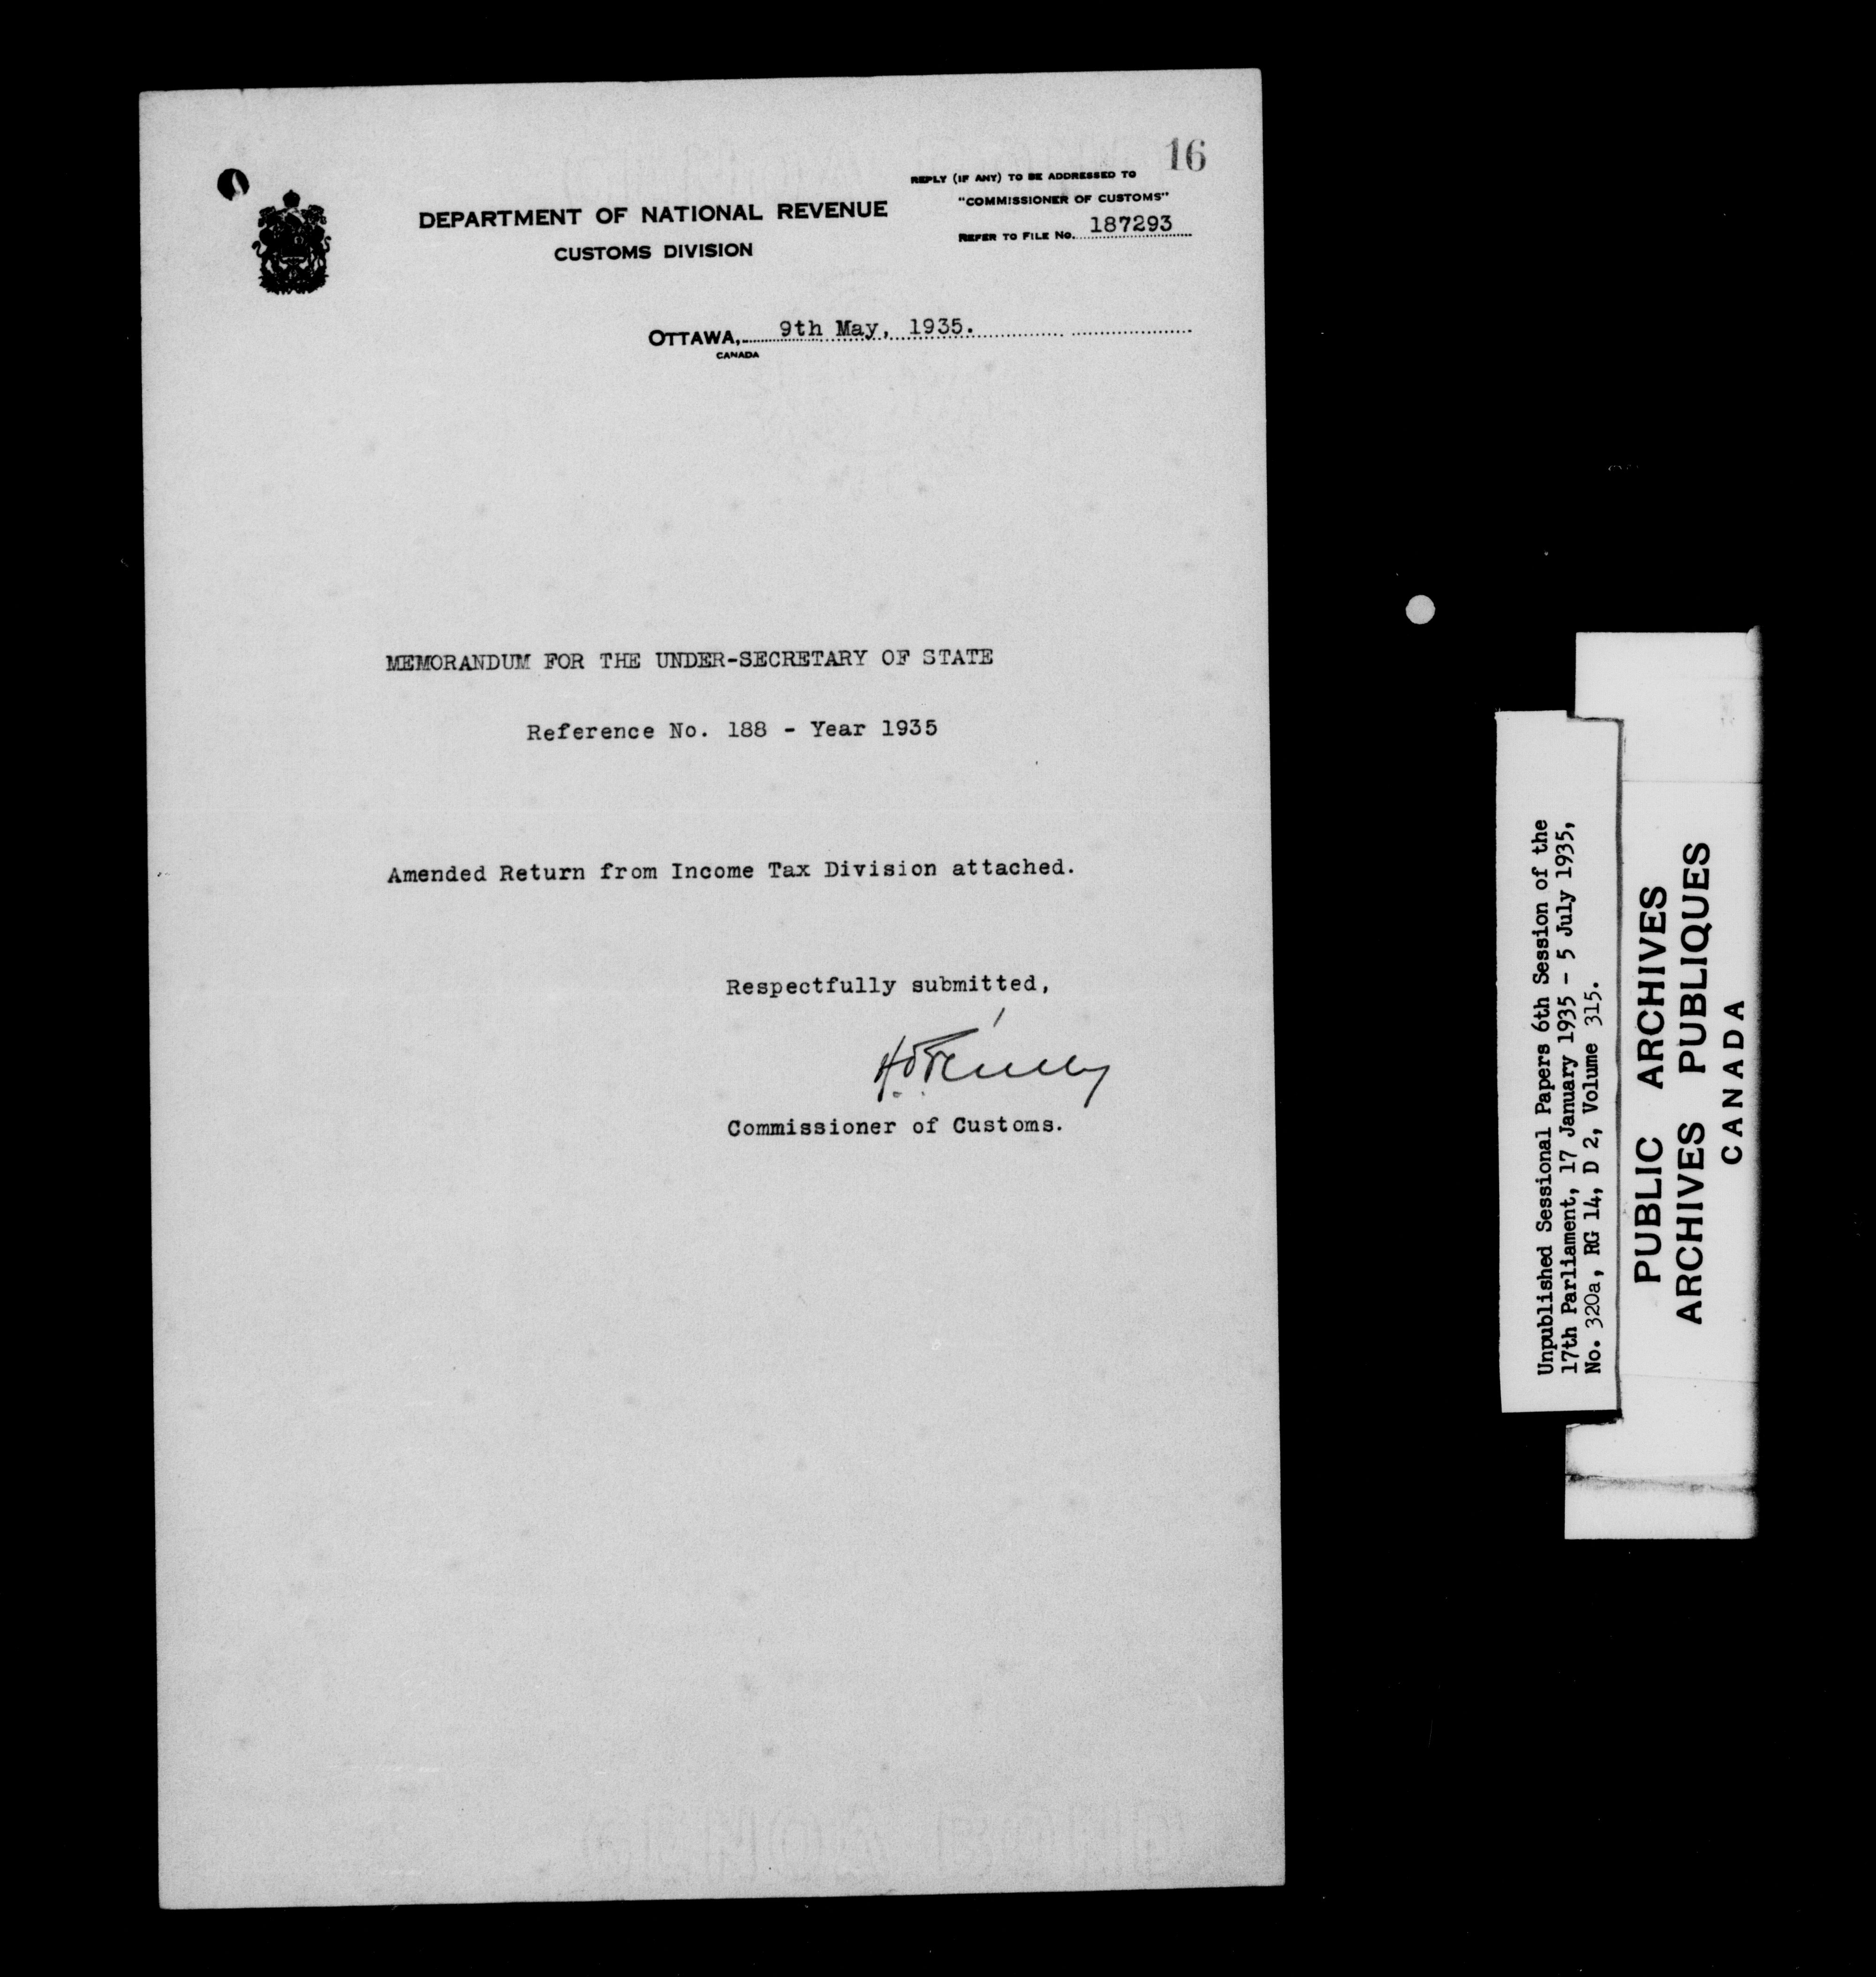 16
REPLY (IF ANY) TO BE ADDRESSED TO
"COMMISSIONER OF CUSTOMS"
REFER TO FILE No. 187293
DEPARTMENT OF NATIONAL REVENUE
CUSTOMS DIVISION
OTTAWA, 9th May, 1935.
CANADA
MEMORANDUM FOR THE UNDER-SECRETARY OF STATE
Reference No. 188 - Year 1935
Amended Return from Income Tax Division attached.
Respectfully submitted,
Commissioner of Customs.
Unpublished Sessional Papers 6th Session of the
17th Parliament, 17 January 1935 - 5 July 1935,
No. 320a, RG 14, D 2, Volume 315.
PUBLIC ARCHIVES
ARCHIVES PUBLIQUES
CANADA